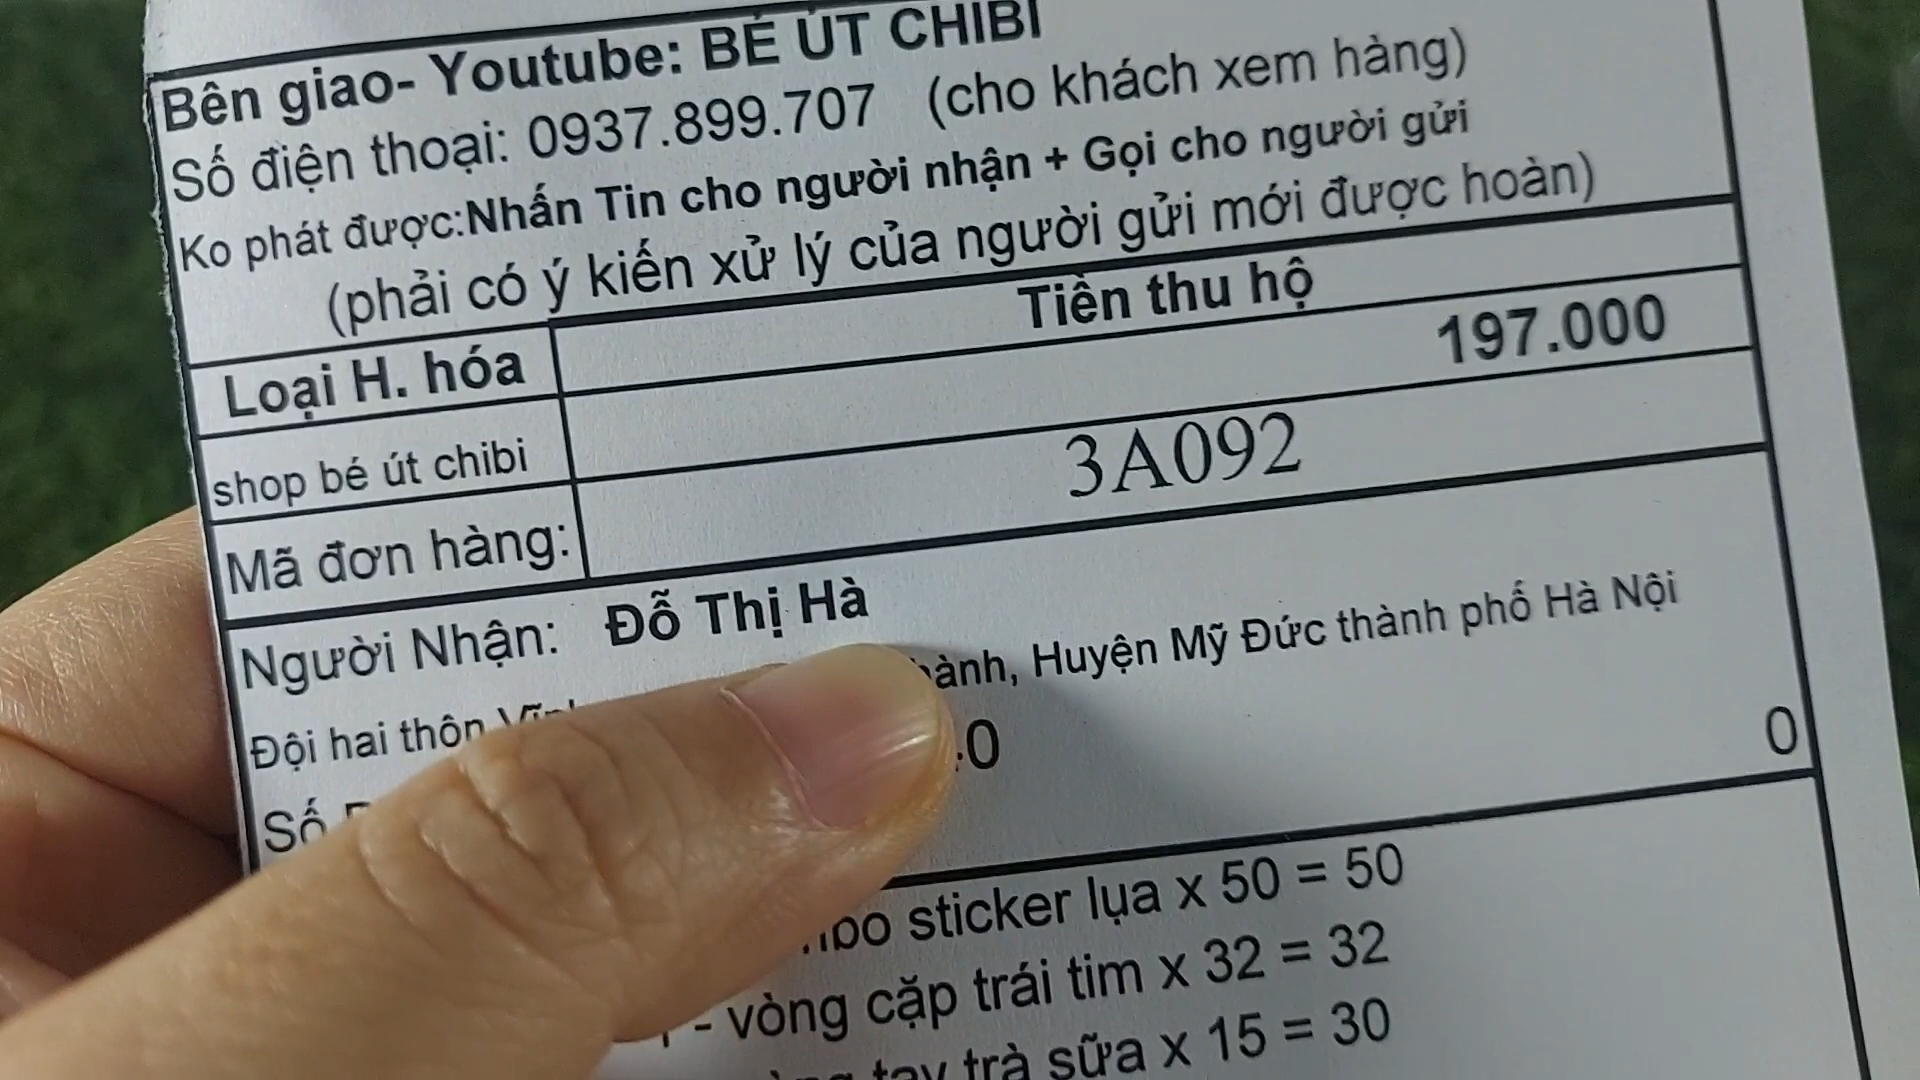 Bên giao- Youtube: BÉ ÚT CHIBI
Số điện thoại: 0937.899.707 (cho khách xem hàng)
Ko phát được:Nhấn Tin cho người nhận + Gọi cho người gửi
(phải có ý kiến xử lý của người gửi mới được hoàn)
Loại H. hóa Tiền thu hộ
shop bé út chibi 197.000
Mã đơn hàng: 3A092
Người Nhận: Đỗ Thị Hà
Đội hai thôn Huyện Mỹ Đức thành phố Hà Nội
Số 0 0
sticker lụa x 50 = 50
- vòng cặp trái tim x 32 = 32
tay trà sữa x 15 = 30